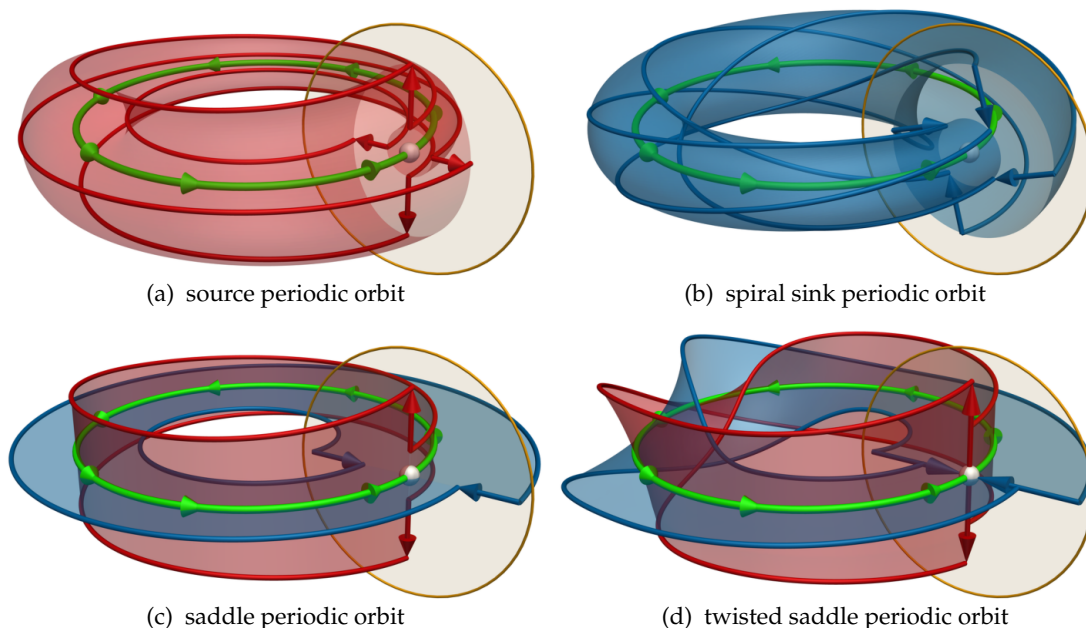 (a) source periodic orbit
(b) spiral sink periodic orbit
(c) saddle periodic orbit
(d) twisted saddle periodic orbit